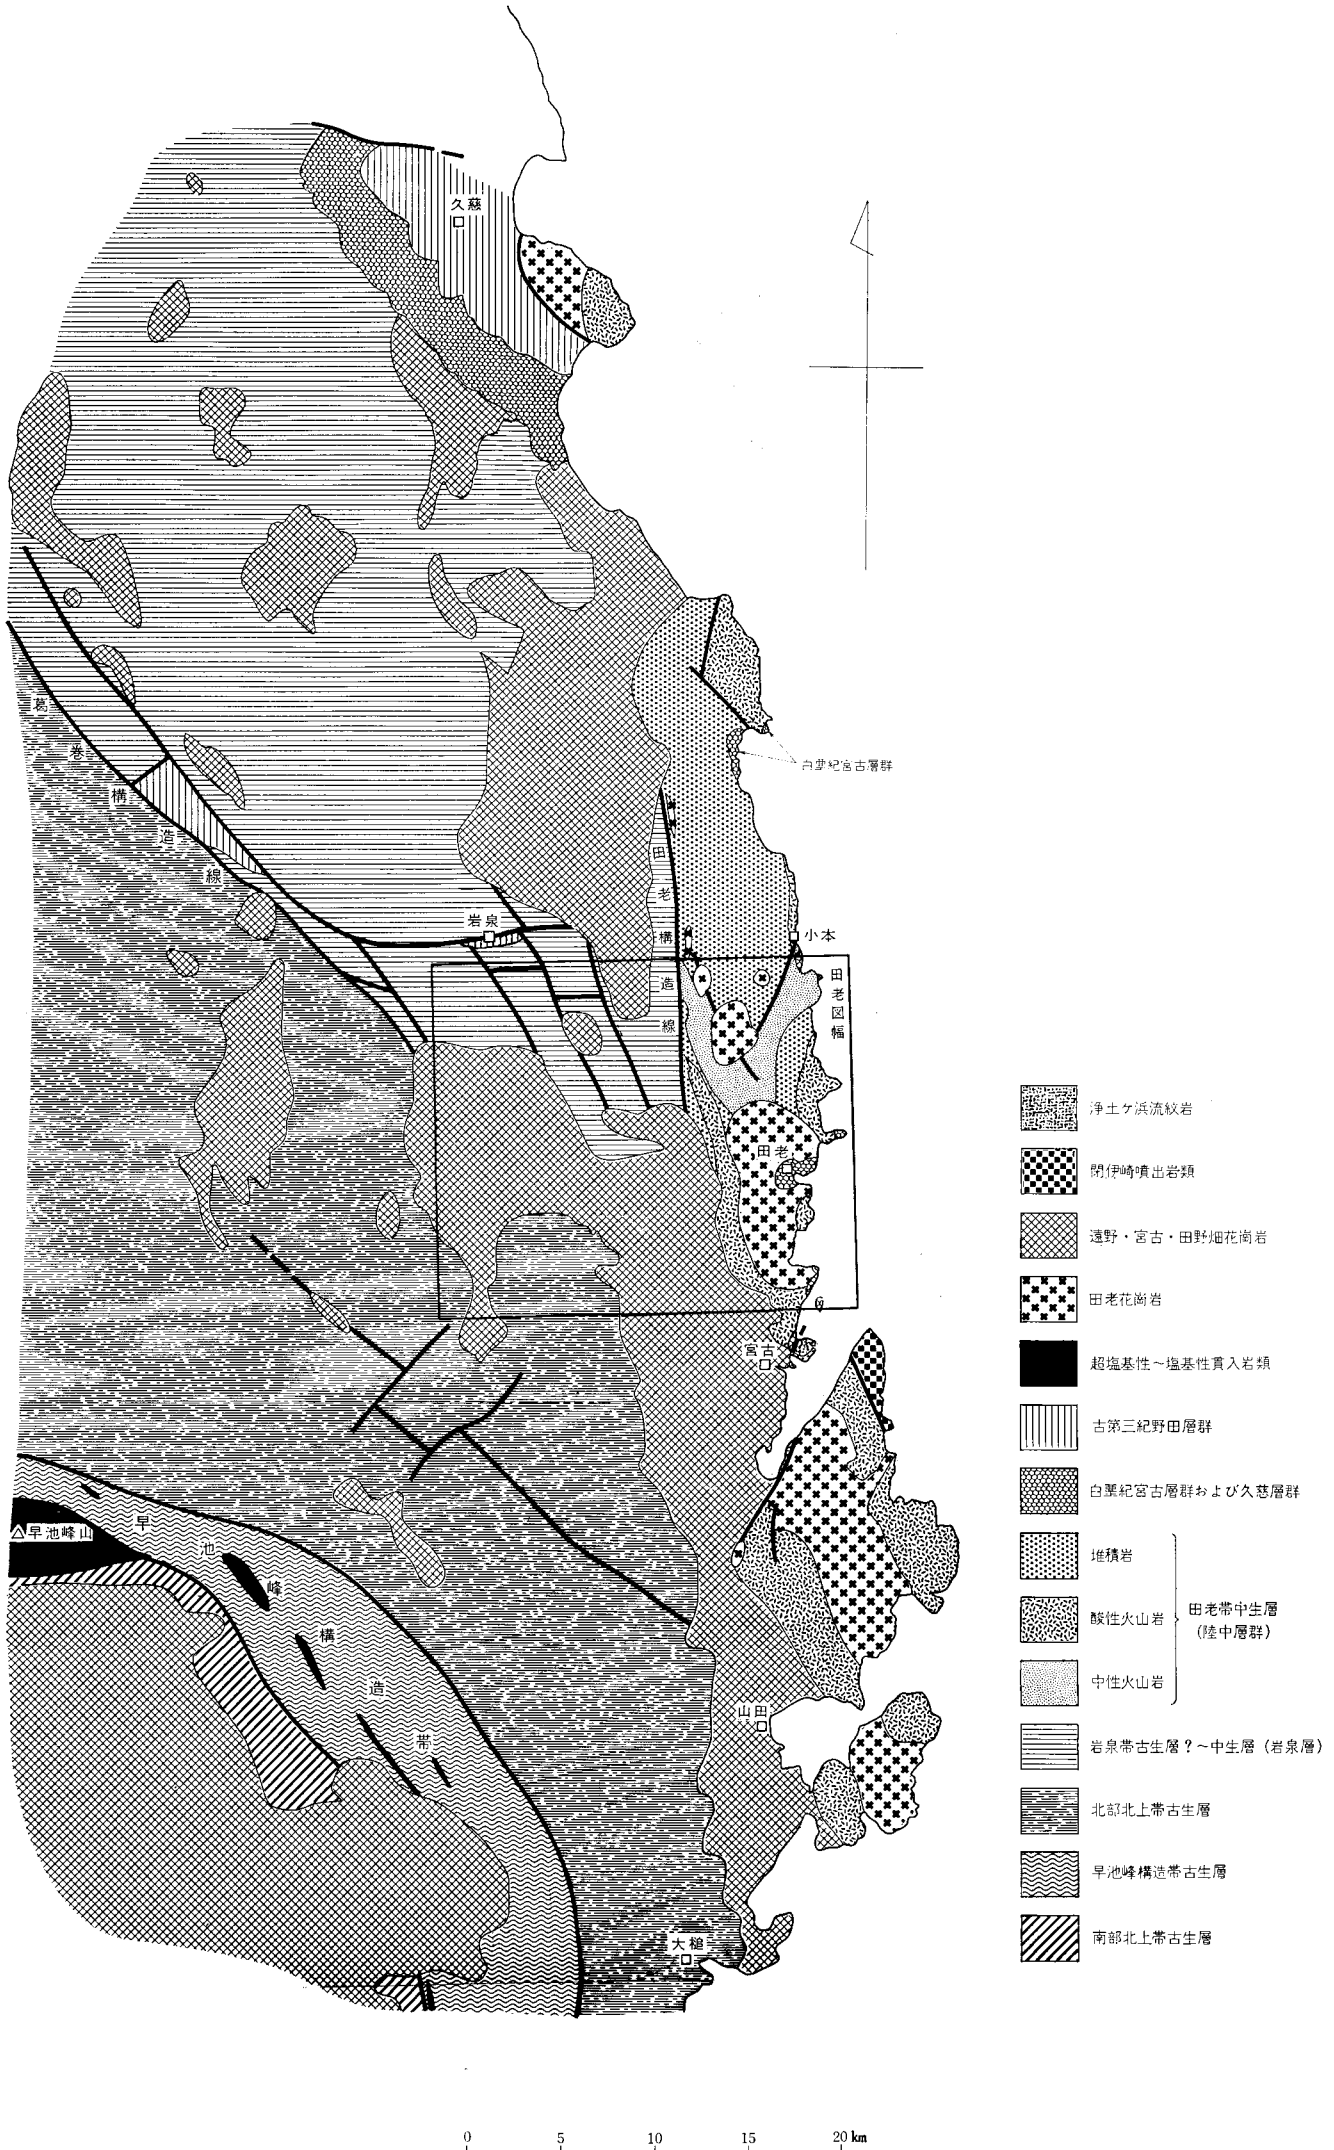 久慈
白亜紀宮古層群
葛巻構造線
田老構造線
岩泉
小本
田老図幅
田老
宮古
△早池峰山
早池峰構造帯
山田
大槌
浄土ケ浜流紋岩
閉伊崎噴出岩類
遠野・宮古・田野畑花崗岩
田老花崗岩
超塩基性～塩基性貫入岩類
古第三紀野田層群
白亜紀宮古層群および久慈層群
堆積岩
酸性火山岩
中性火山岩
田老帯中生層
(陸中層群)
岩泉帯古生層？～中生層（岩泉層）
北部北上帯古生層
早池峰構造帯古生層
南部北上帯古生層
0 5 10 15 20 km